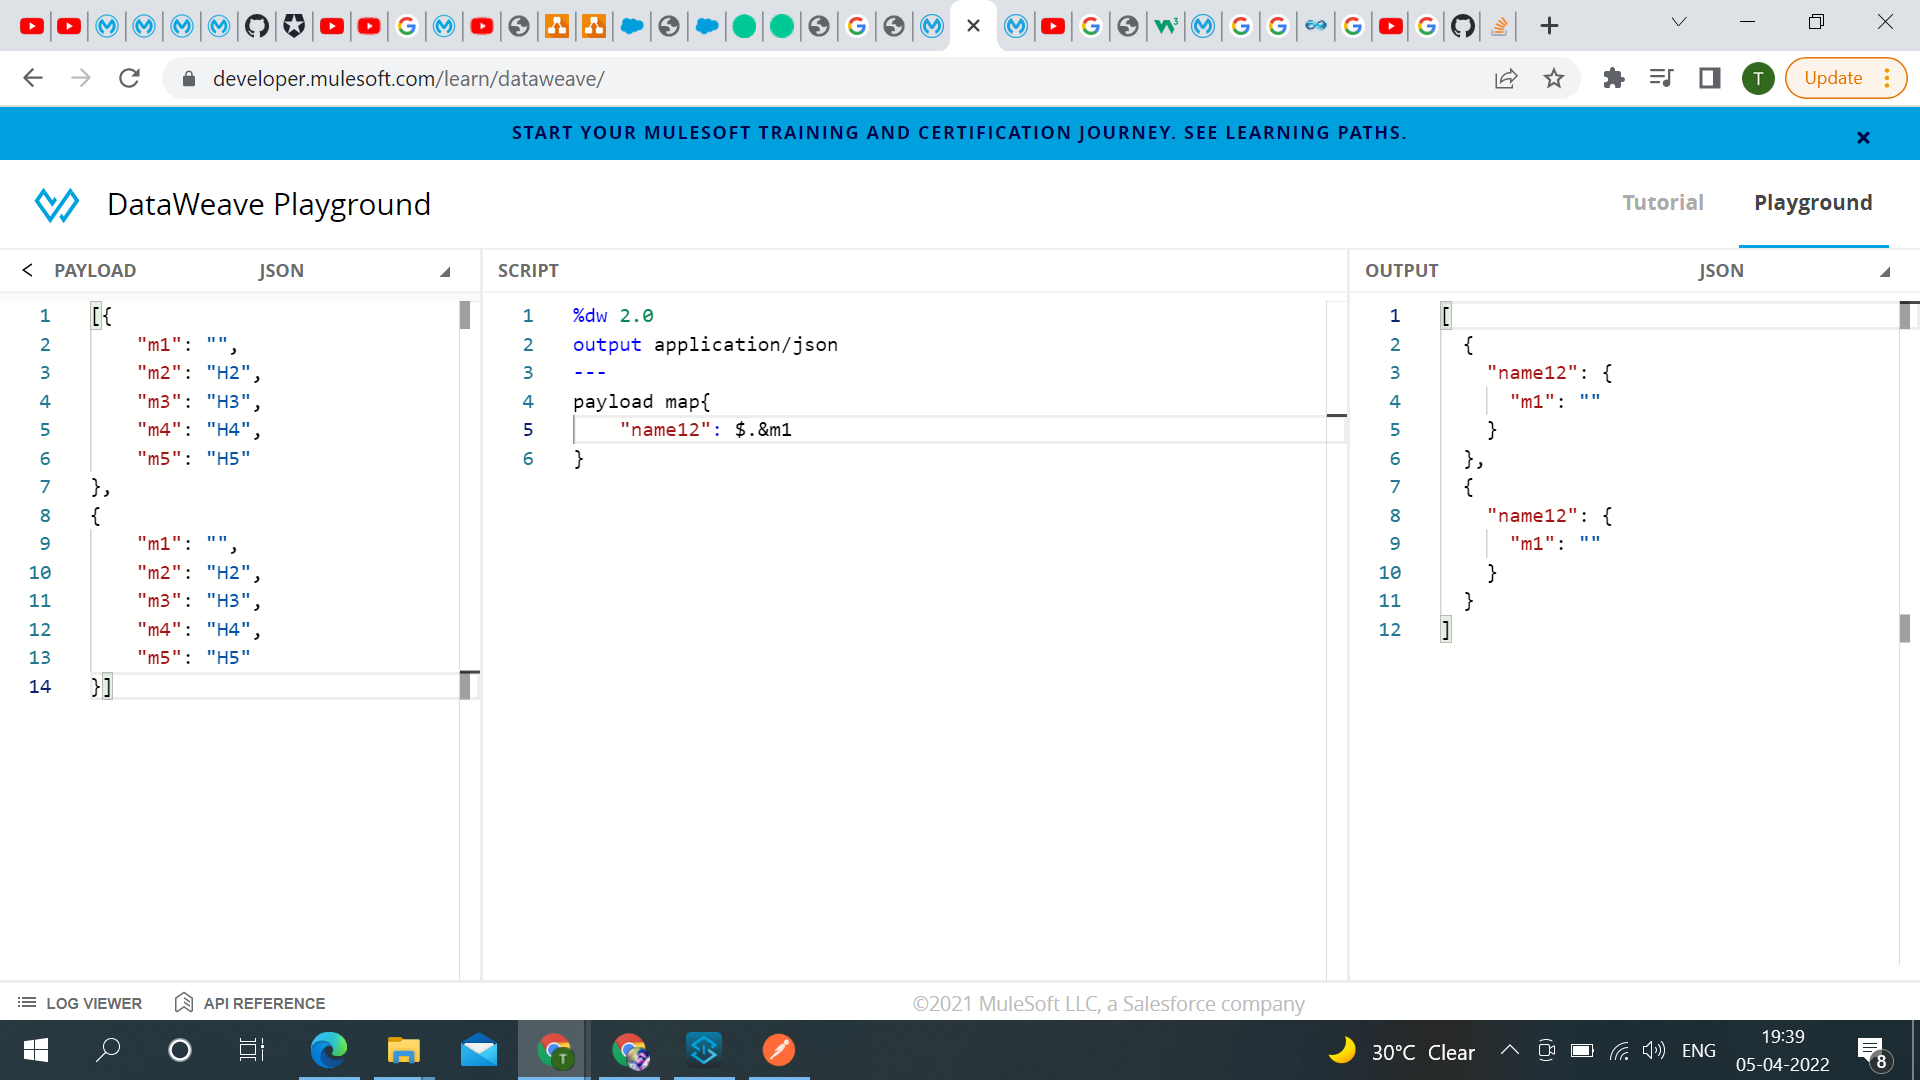 developer.mulesoft.com/learn/dataweave/
T
Update
START YOUR MULESOFT TRAINING AND CERTIFICATION JOURNEY. SEE LEARNING PATHS.
DataWeave Playground
Tutorial
Playground
PAYLOAD
JSON
1 [{
2 "m1": "",
3 "m2": "H2",
4 "m3": "H3",
5 "m4": "H4",
6 "m5": "H5"
7 },
8 {
9 "m1": "",
10 "m2": "H2",
11 "m3": "H3",
12 "m4": "H4",
13 "m5": "H5"
14 }]
SCRIPT
1 %dw 2.0
2 output application/json
3 ---
4 payload map{
5 "name12": $.&m1
6 }
OUTPUT
JSON
1 [
2 {
3 "name12": {
4 "m1": ""
5 }
6 },
7 {
8 "name12": {
9 "m1": ""
10 }
11 }
12 ]
LOG VIEWER
API REFERENCE
©2021 MuleSoft LLC, a Salesforce company
T
30°C Clear
ENG
19:39
05-04-2022
8